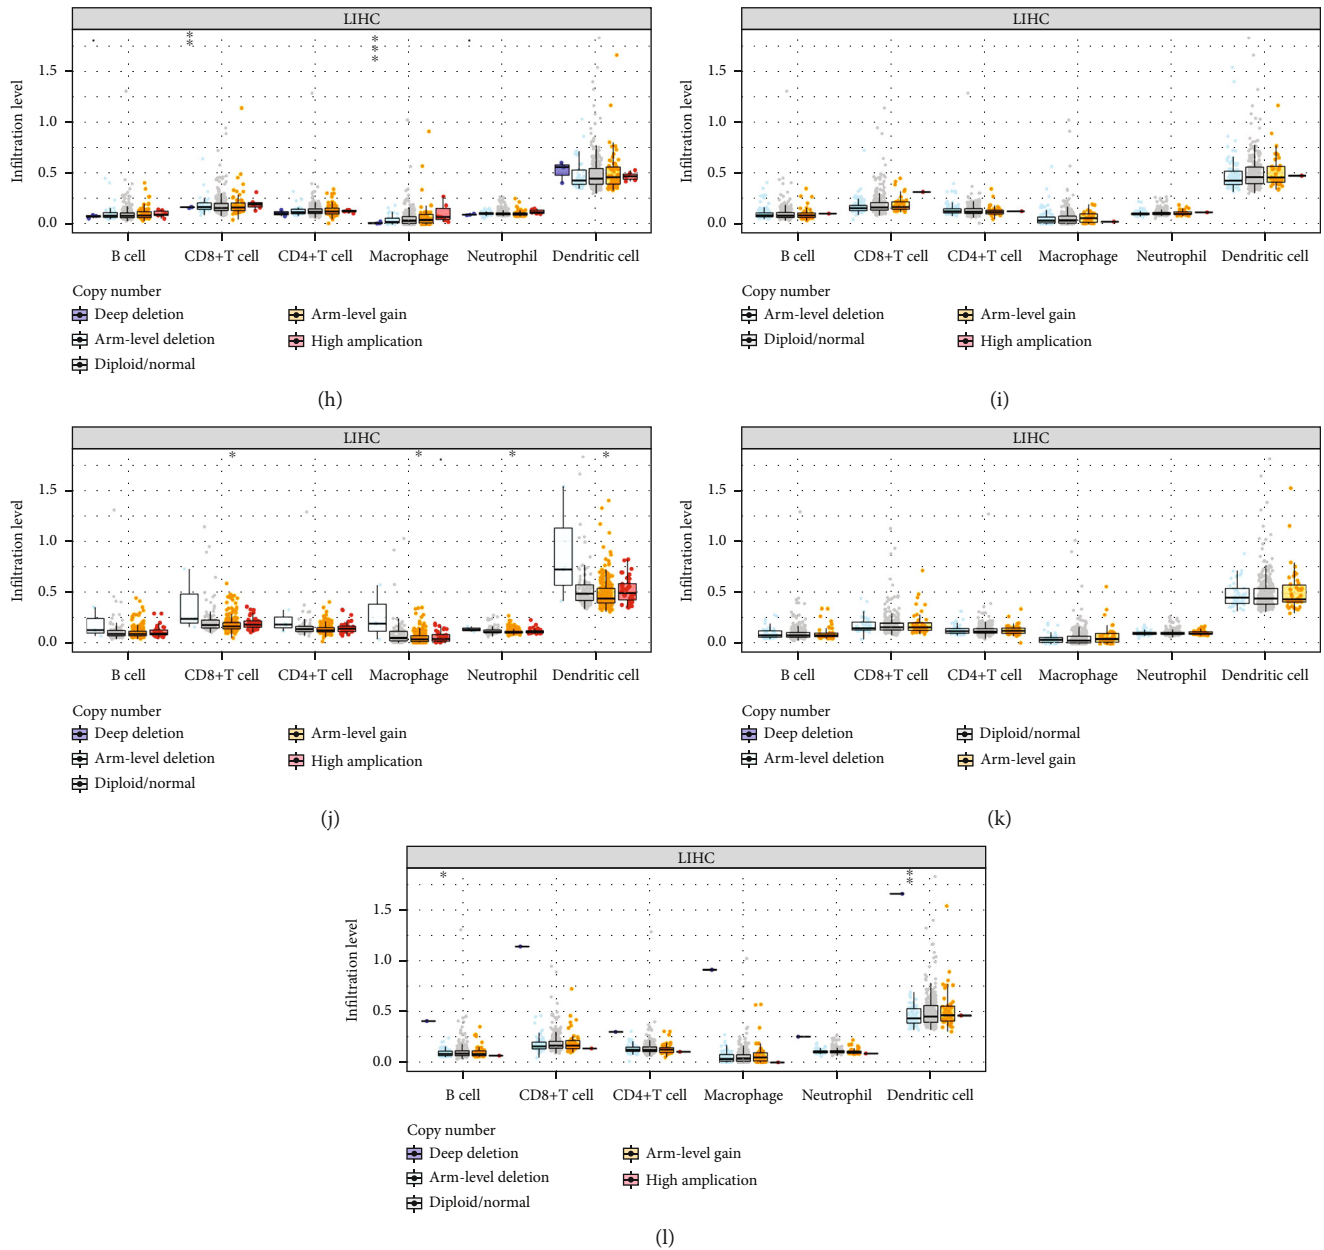 LIHC
**
***
Infiltration level
1.5
1.0
0.5
0.0
B cell CD8+T cell CD4+T cell Macrophage Neutrophil Dendritic cell
Copy number
Deep deletion Arm-level gain
Arm-level deletion High amplication
Diploid/normal
(h)
LIHC
Infiltration level
1.5
1.0
0.5
0.0
B cell CD8+T cell CD4+T cell Macrophage Neutrophil Dendritic cell
Copy number
Arm-level deletion Arm-level gain
Diploid/normal High amplication
(i)
LIHC
* * * *
Infiltration level
1.5
1.0
0.5
0.0
B cell CD8+T cell CD4+T cell Macrophage Neutrophil Dendritic cell
Copy number
Deep deletion Arm-level gain
Arm-level deletion High amplication
Diploid/normal
(j)
LIHC
Infiltration level
1.5
1.0
0.5
0.0
B cell CD8+T cell CD4+T cell Macrophage Neutrophil Dendritic cell
Copy number
Deep deletion Diploid/normal
Arm-level deletion Arm-level gain
(k)
LIHC
* **
Infiltration level
1.5
1.0
0.5
0.0
B cell CD8+T cell CD4+T cell Macrophage Neutrophil Dendritic cell
Copy number
Deep deletion Arm-level gain
Arm-level deletion High amplication
Diploid/normal
(l)